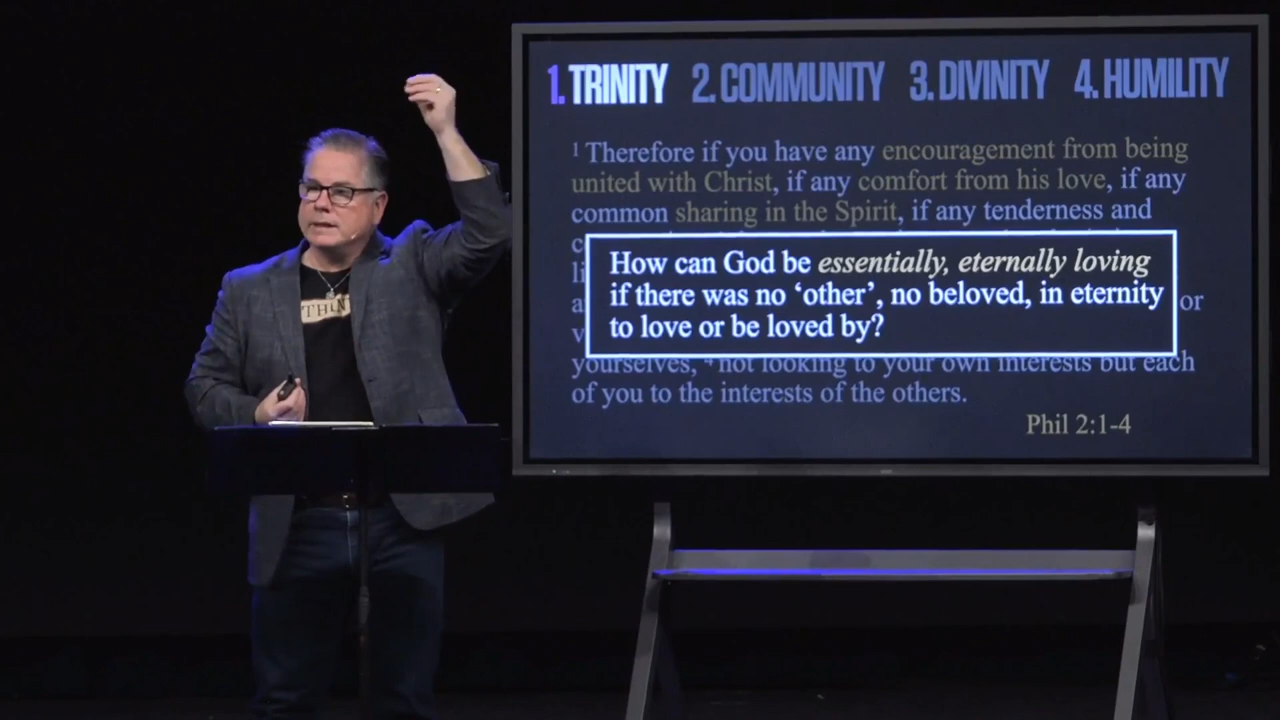 1. TRINITY 2. COMMUNITY 3. DIVINITY 4. HUMILITY
1 Therefore if you have any encouragement from being
united with Christ, if any comfort from his love, if any
common sharing in the Spirit, if any tenderness and
How can God be essentially, eternally loving
if there was no ‘other’, no beloved, in eternity
to love or be loved by?
or
yourselves, 4 not looking to your own interests but each
of you to the interests of the others.
Phil 2:1-4